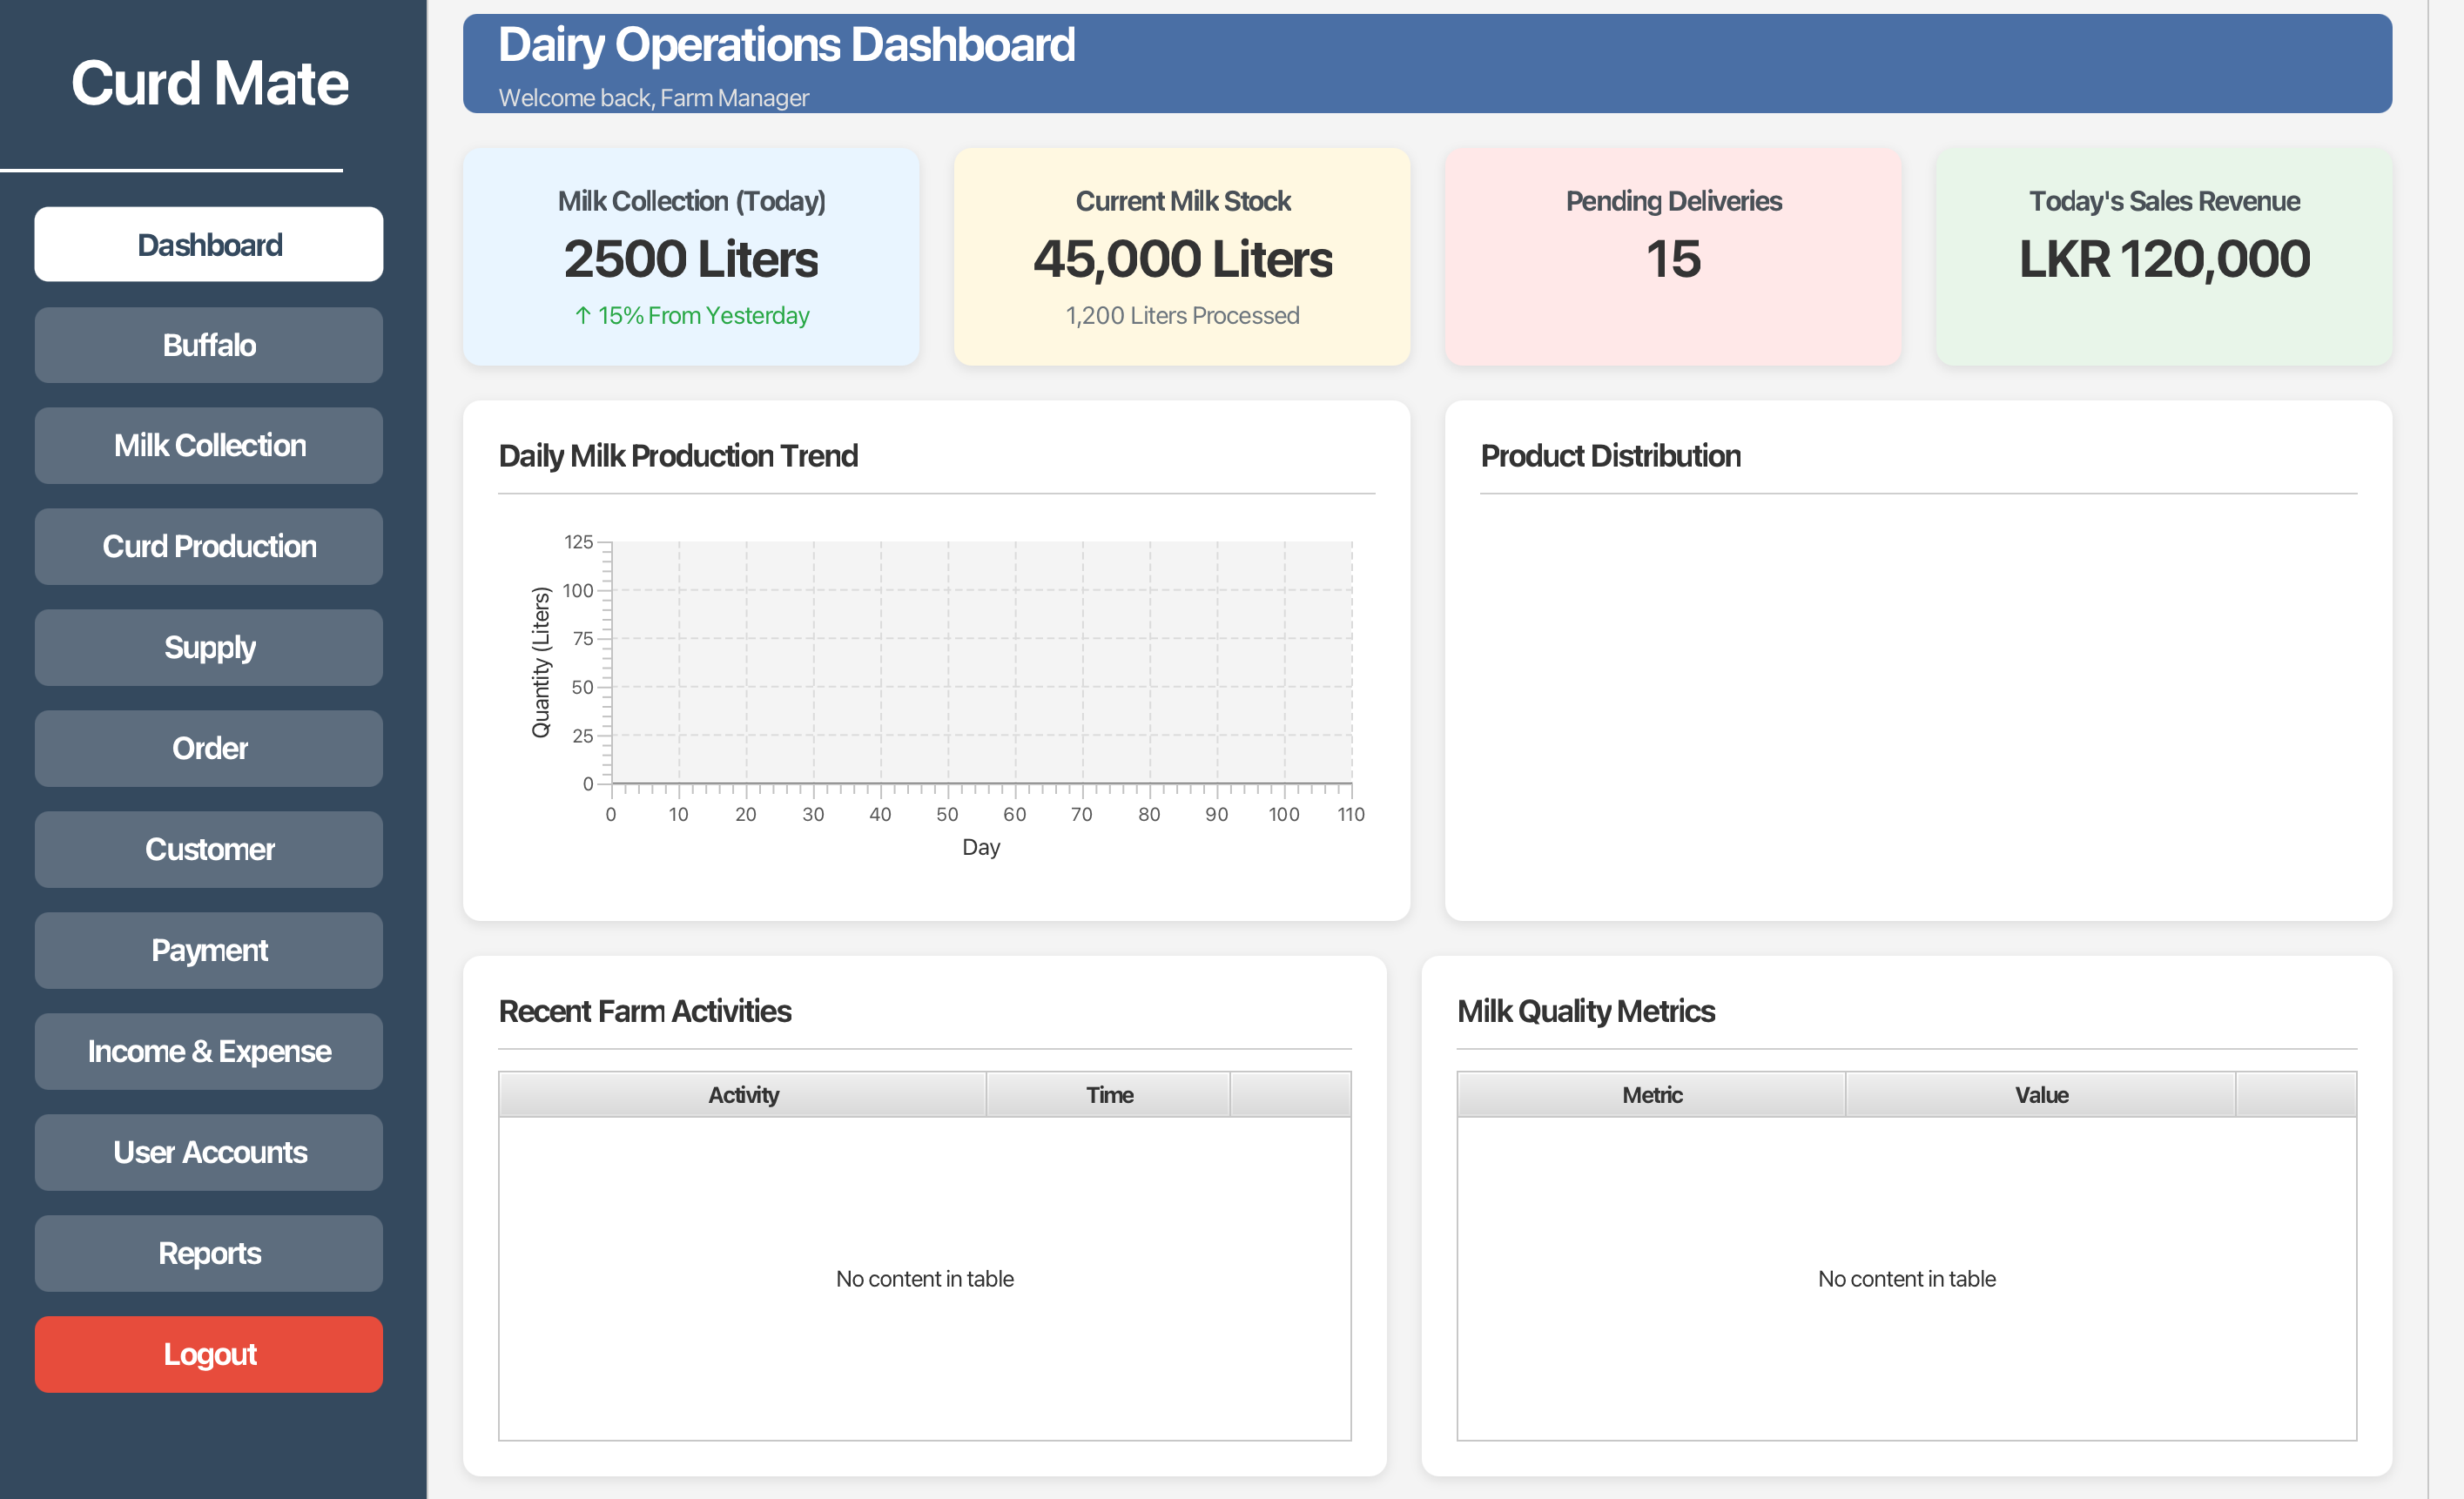 Curd Mate
Dashboard
Buffalo
Milk Collection
Curd Production
Supply
Order
Customer
Payment
Income & Expense
User Accounts
Reports
Logout
Dairy Operations Dashboard
Welcome back, Farm Manager
Milk Collection (Today)
2500 Liters
↑ 15% From Yesterday
Current Milk Stock
45,000 Liters
1,200 Liters Processed
Pending Deliveries
15
Today's Sales Revenue
LKR 120,000
Daily Milk Production Trend
Quantity (Liters)
125
100
75
50
25
0
0 10 20 30 40 50 60 70 80 90 100 110
Day
Product Distribution
Recent Farm Activities
Activity Time
No content in table
Milk Quality Metrics
Metric Value
No content in table